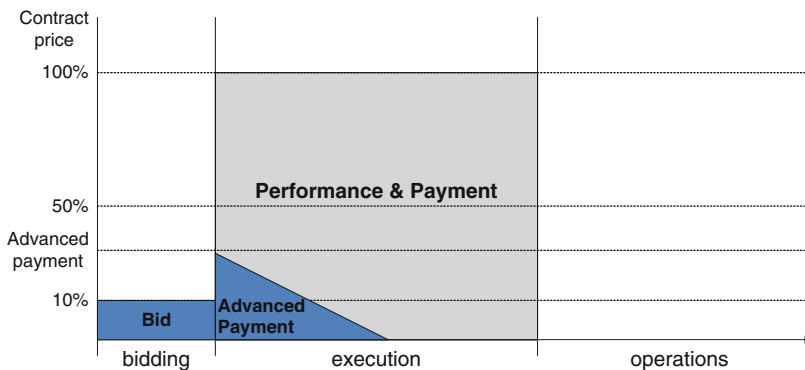 Contract
price
100%
Performance & Payment
50%
Advanced
payment
10%
Bid
Advanced
Payment
bidding
execution
operations